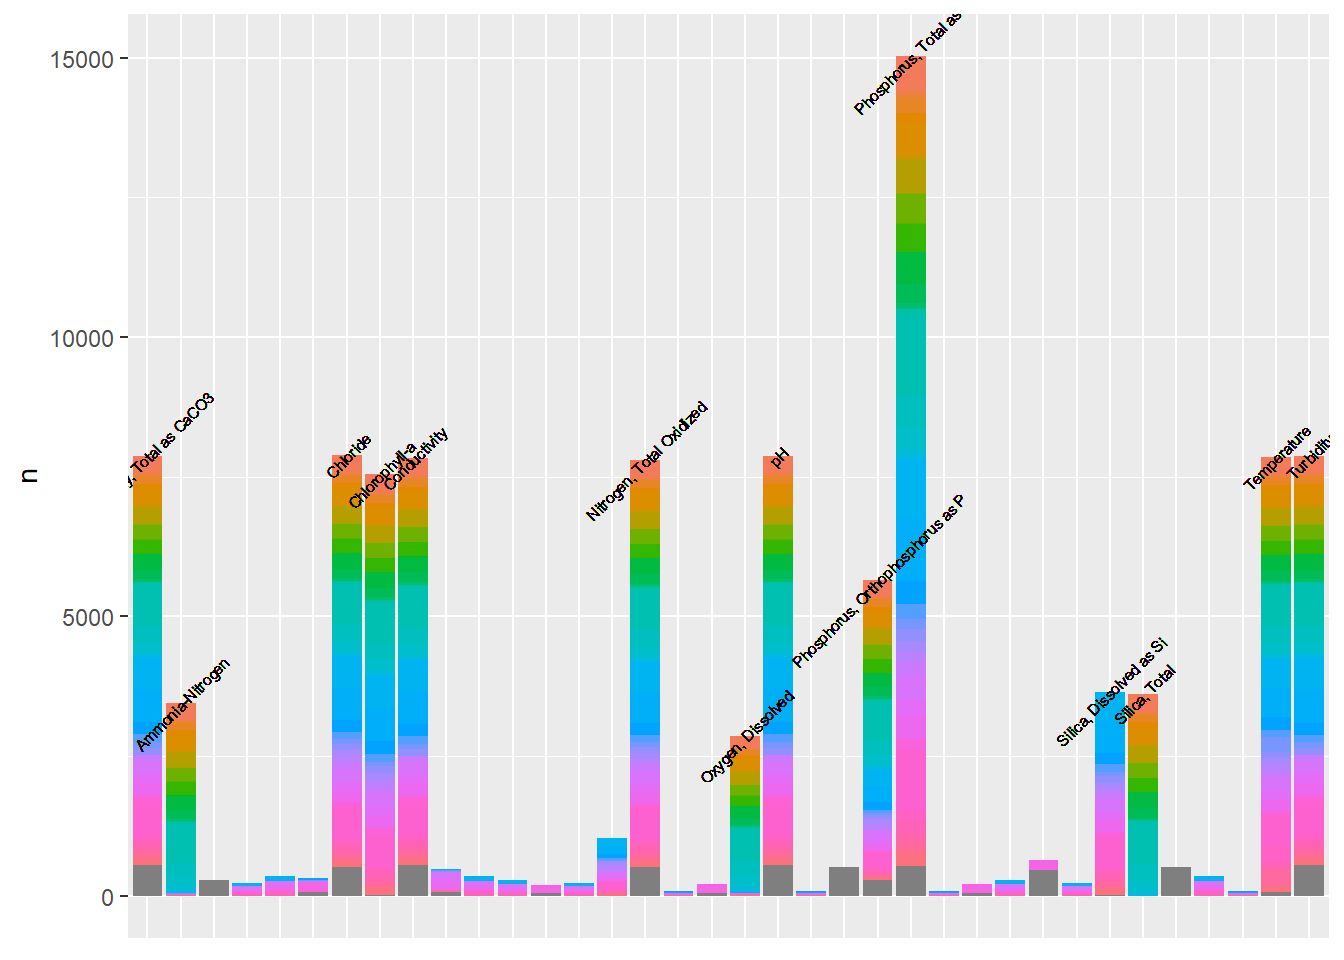 Phosphorus, Total as
15000
10000
, Total as CaCO3
Chloride
Chlorophyll-a
Conductivity
Nitrogen, Total Oxidized
pH
Temperature
Turbidity
n
Phosphorus, Orthophosphorus as P
5000
Ammonia-Nitrogen
Oxygen, Dissolved
Silica, Dissolved as Si
Silica, Total
0